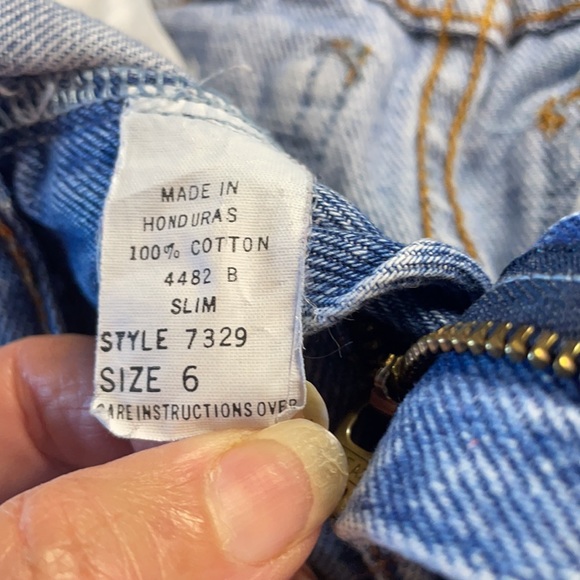 MADE IN
HONDURAS
100% COTTON
4482 B
SLIM
STYLE 7329
SIZE 6
CARE INSTRUCTIONS OVER